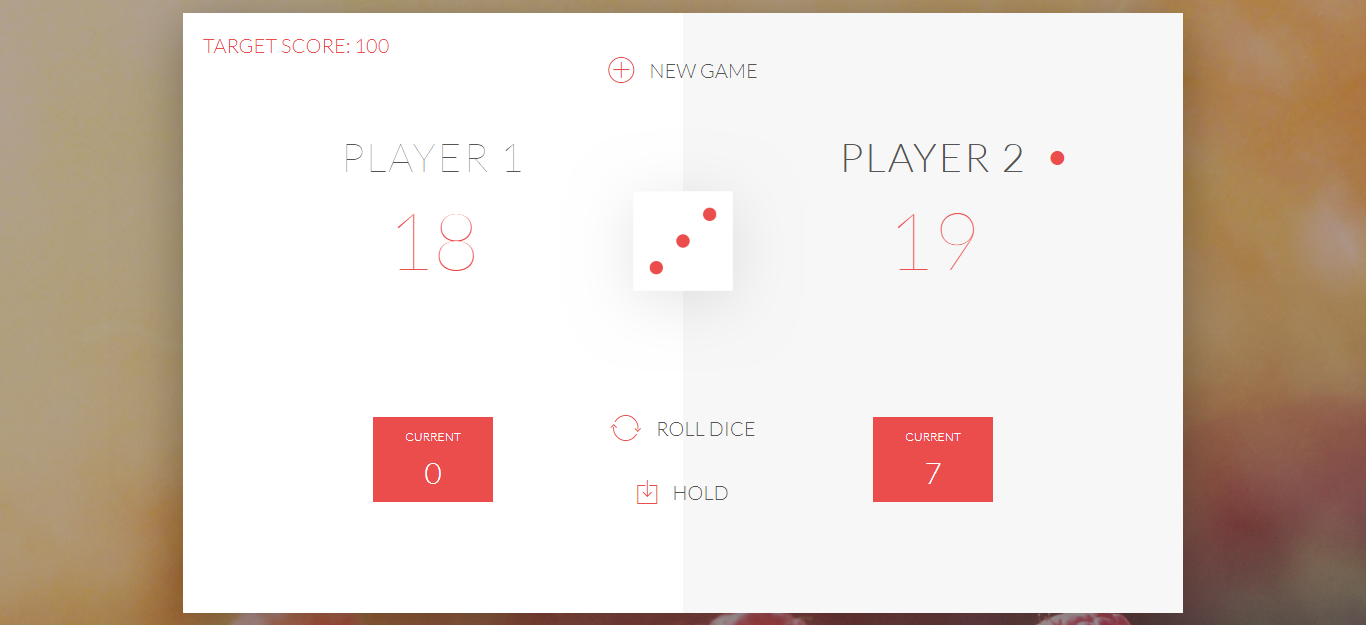 TARGET SCORE: 100
NEW GAME
PLAYER 1
18
PLAYER 2
19
CURRENT
0
ROLL DICE
HOLD
CURRENT
7